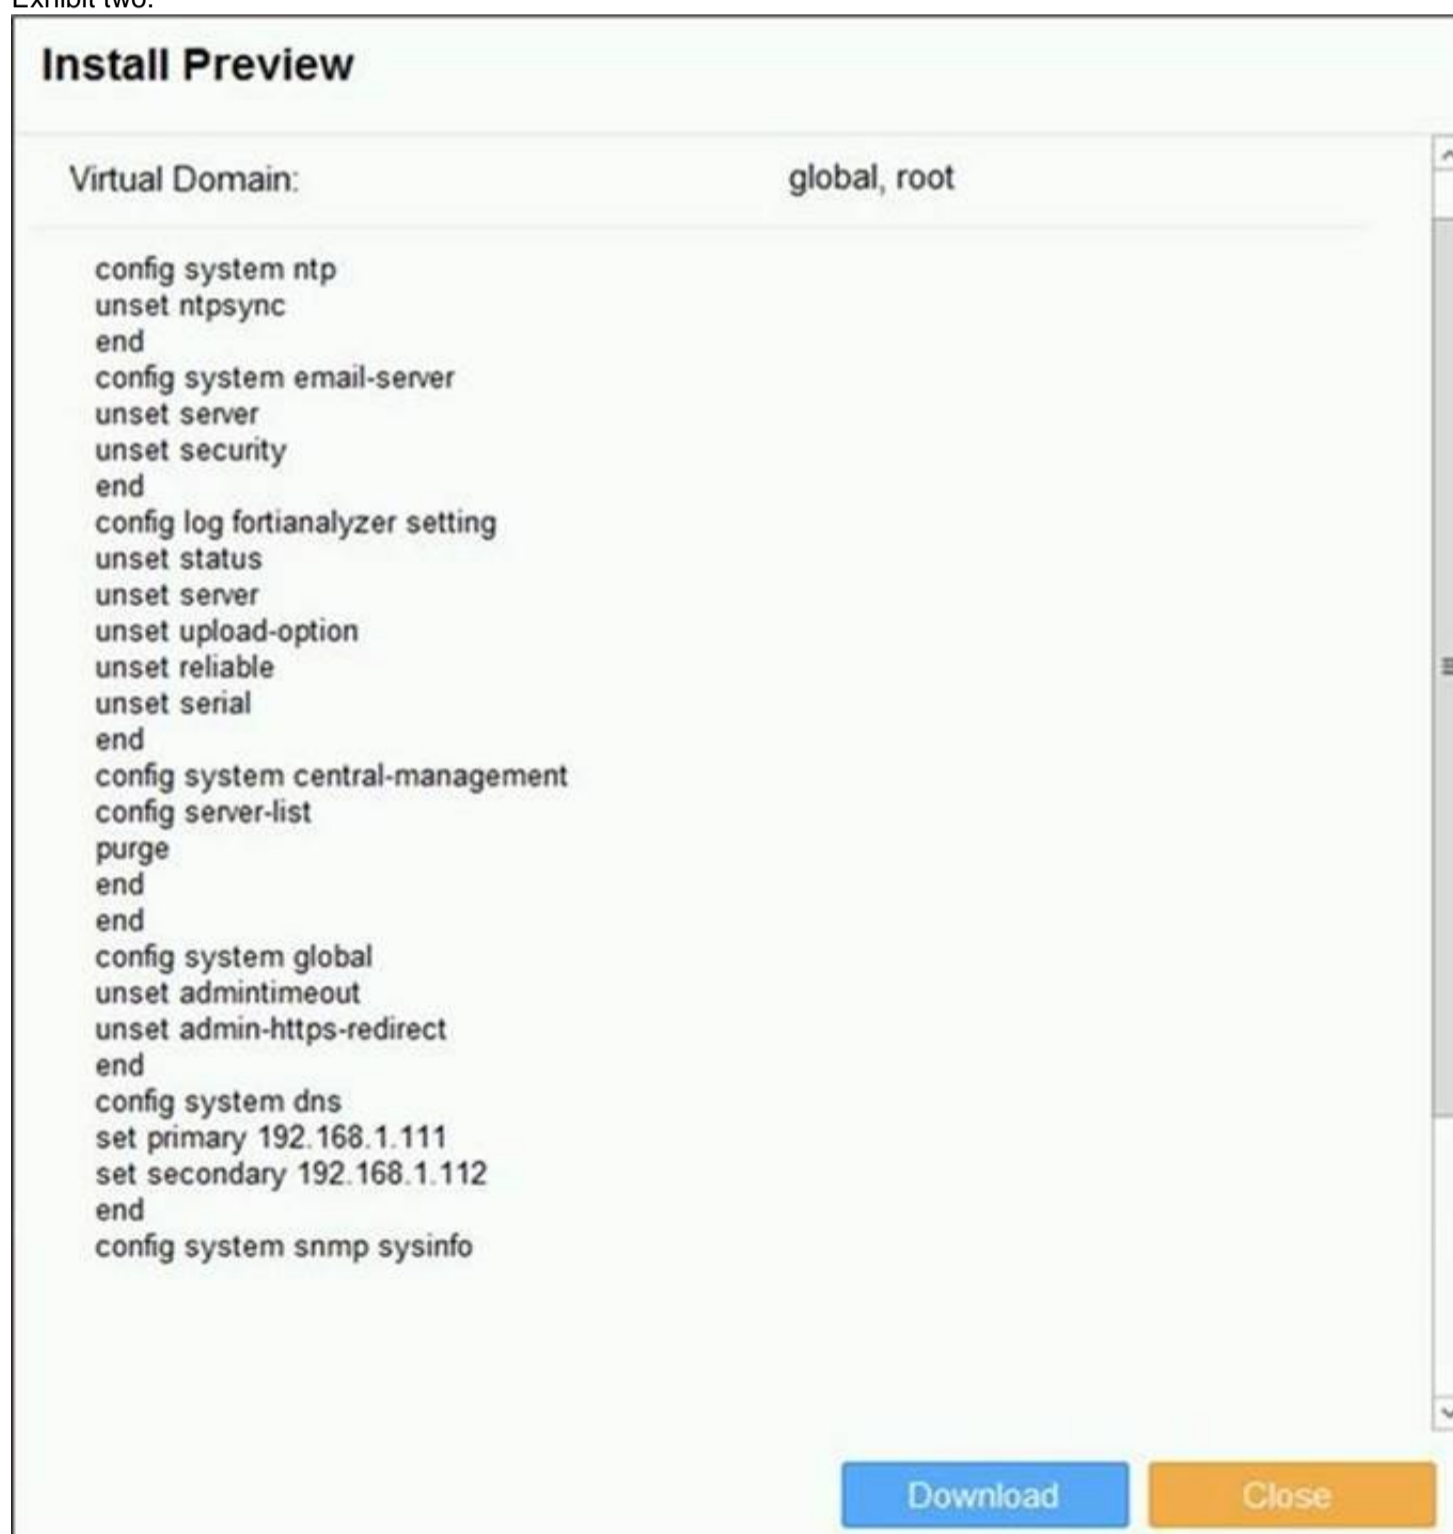 Exhibit two:
Install Preview
Virtual Domain: global, root
config system ntp
unset ntpsync
end
config system email-server
unset server
unset security
end
config log fortianalyzer setting
unset status
unset server
unset upload-option
unset reliable
unset serial
end
config system central-management
config server-list
purge
end
end
config system global
unset admintimeout
unset admin-https-redirect
end
config system dns
set primary 192.168.1.111
set secondary 192.168.1.112
end
config system snmp sysinfo
Download Close